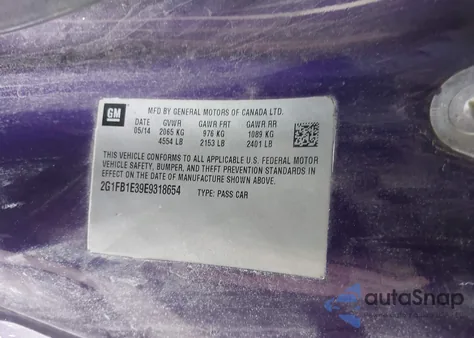 GM
MFD BY GENERAL MOTORS OF CANADA LTD.
DATE GVWR GAWR FRT GAWR RR
05/14 2065 KG 976 KG 1089 KG
4554 LB 2153 LB 2401 LB
THIS VEHICLE CONFORMS TO ALL APPLICABLE U.S. FEDERAL MOTOR
VEHICLE SAFETY, BUMPER, AND THEFT PREVENTION STANDARDS IN
EFFECT ON THE DATE OF MANUFACTURE SHOWN ABOVE.
2G1FB1E39E9318654 TYPE: PASS CAR
autoSnap